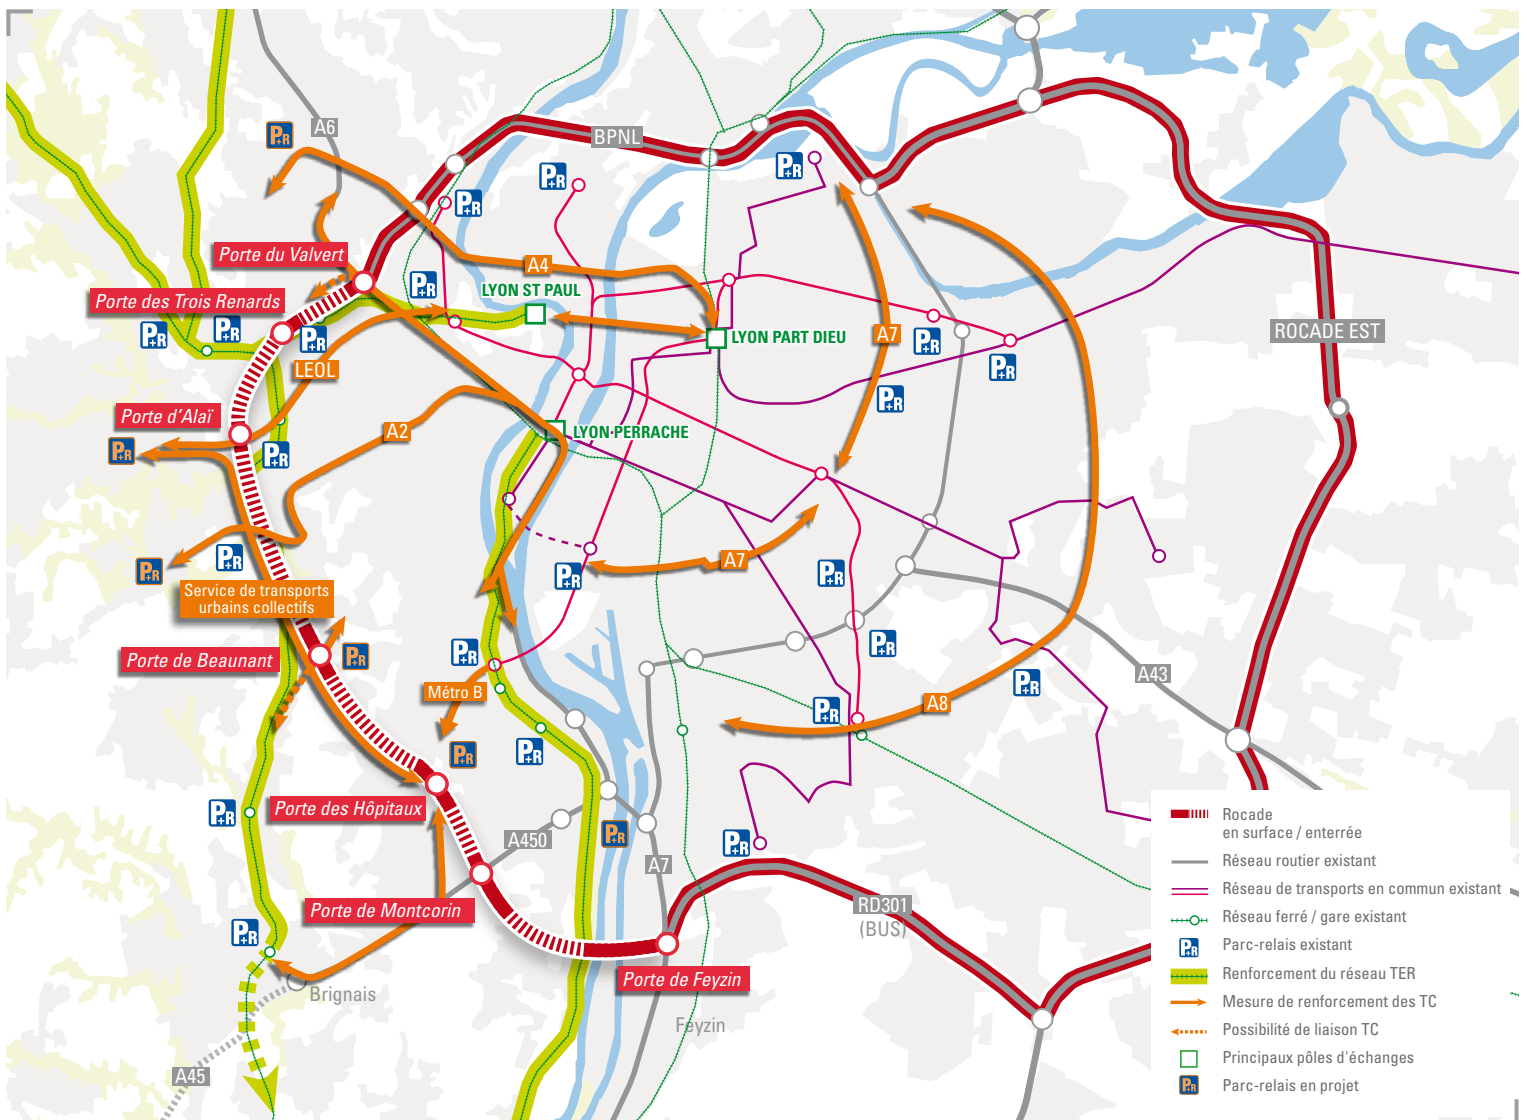 A6
P+R
BPNL
P+R
P+R
P+R
Porte du Valvert
A4
P+R
LYON ST PAUL
Porte des Trois Renards
P+R
P+R
P+R
LYON PART DIEU
A7
P+R
P+R
ROCADE EST
LEOL
P+R
Porte d'Alaï
A2
LYON-PERRACHE
P+R
P+R
P+R
P+R
A7
P+R
P+R
Service de transports
urbains collectifs
Porte de Beaunant
P+R
P+R
P+R
A43
P+R
Métro B
A8
P+R
P+R
P+R
Porte des Hôpitaux
P+R
A450
P+R
A7
P+R
Porte de Montcorin
RD301
(BUS)
P+R
Porte de Feyzin
Brignais
Feyzin
A45
Rocade
en surface / enterrée
Réseau routier existant
Réseau de transports en commun existant
Réseau ferré / gare existant
P+R
Parc-relais existant
Renforcement du réseau TER
Mesure de renforcement des TC
Possibilité de liaison TC
Principaux pôles d'échanges
P+R
Parc-relais en projet